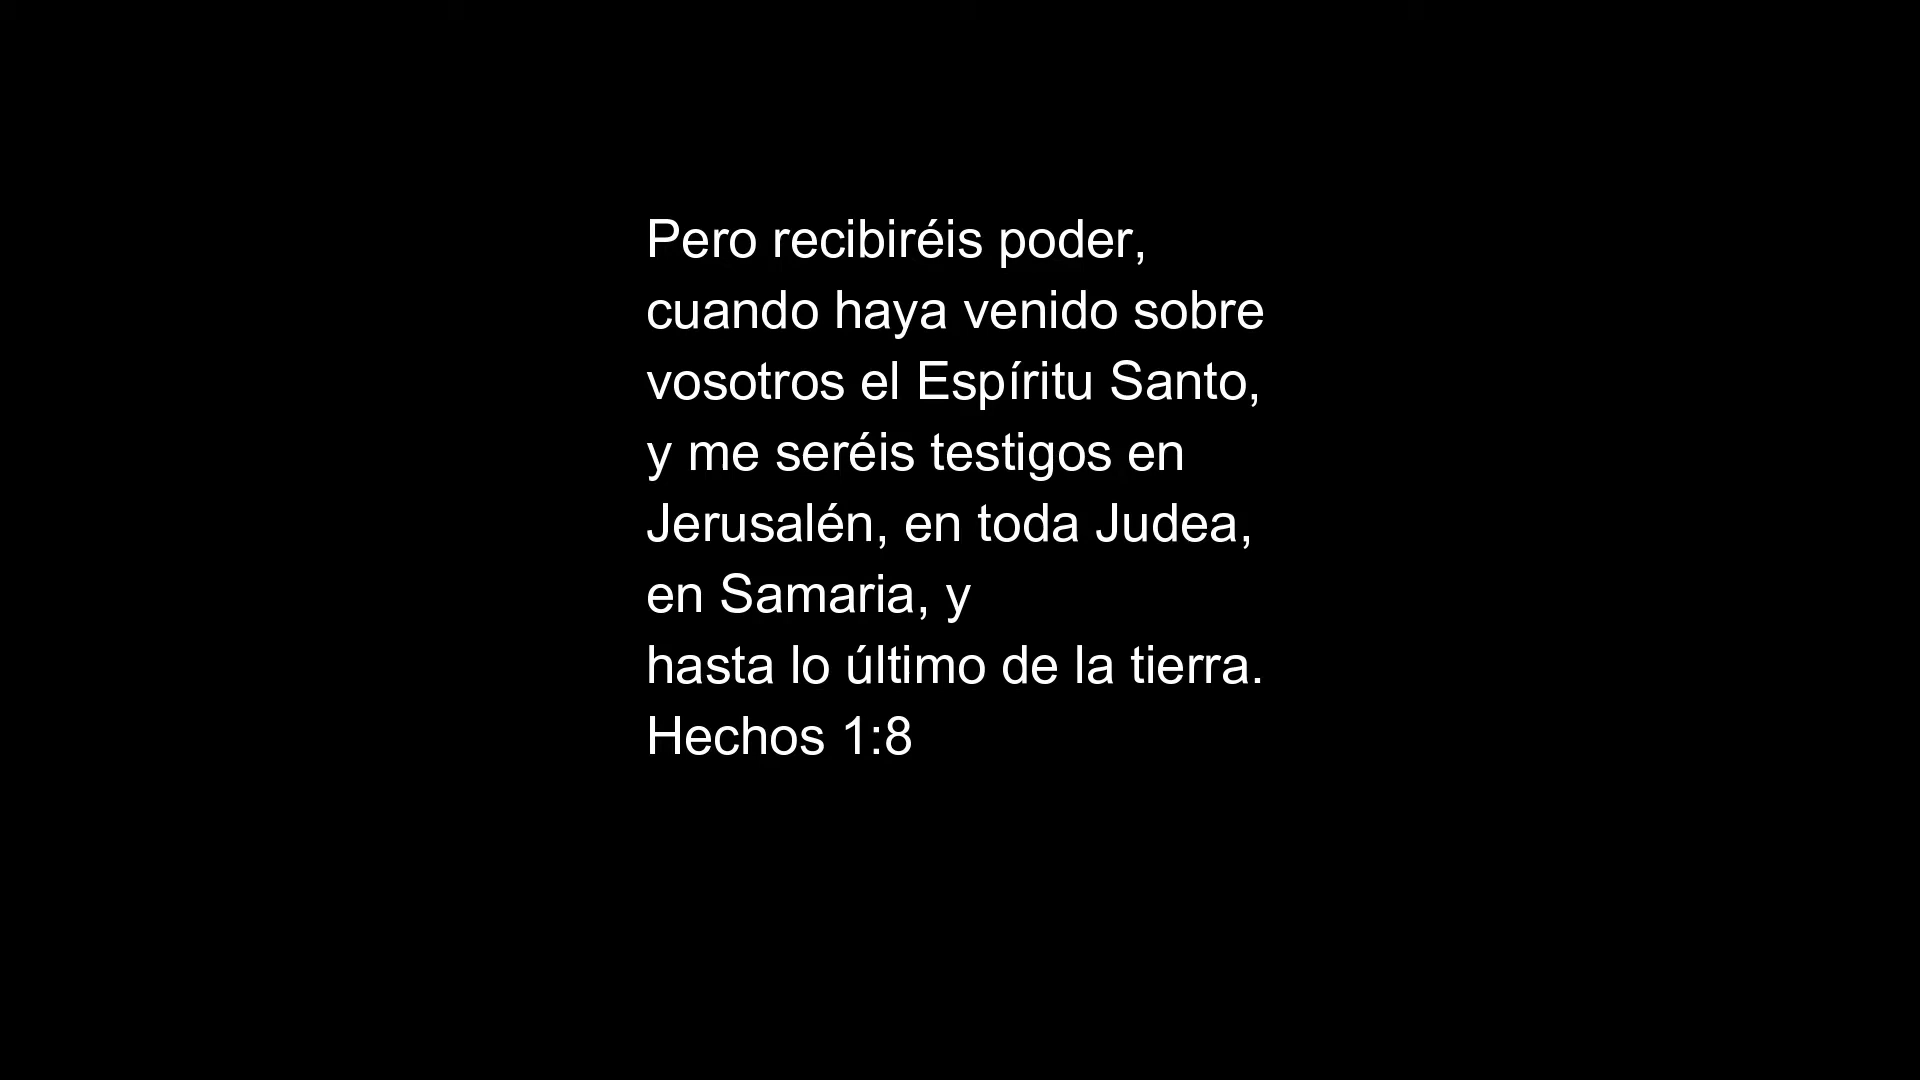 Pero recibiréis poder,
cuando haya venido sobre
vosotros el Espíritu Santo,
y me seréis testigos en
Jerusalén, en toda Judea,
en Samaria, y
hasta lo último de la tierra.
Hechos 1:8